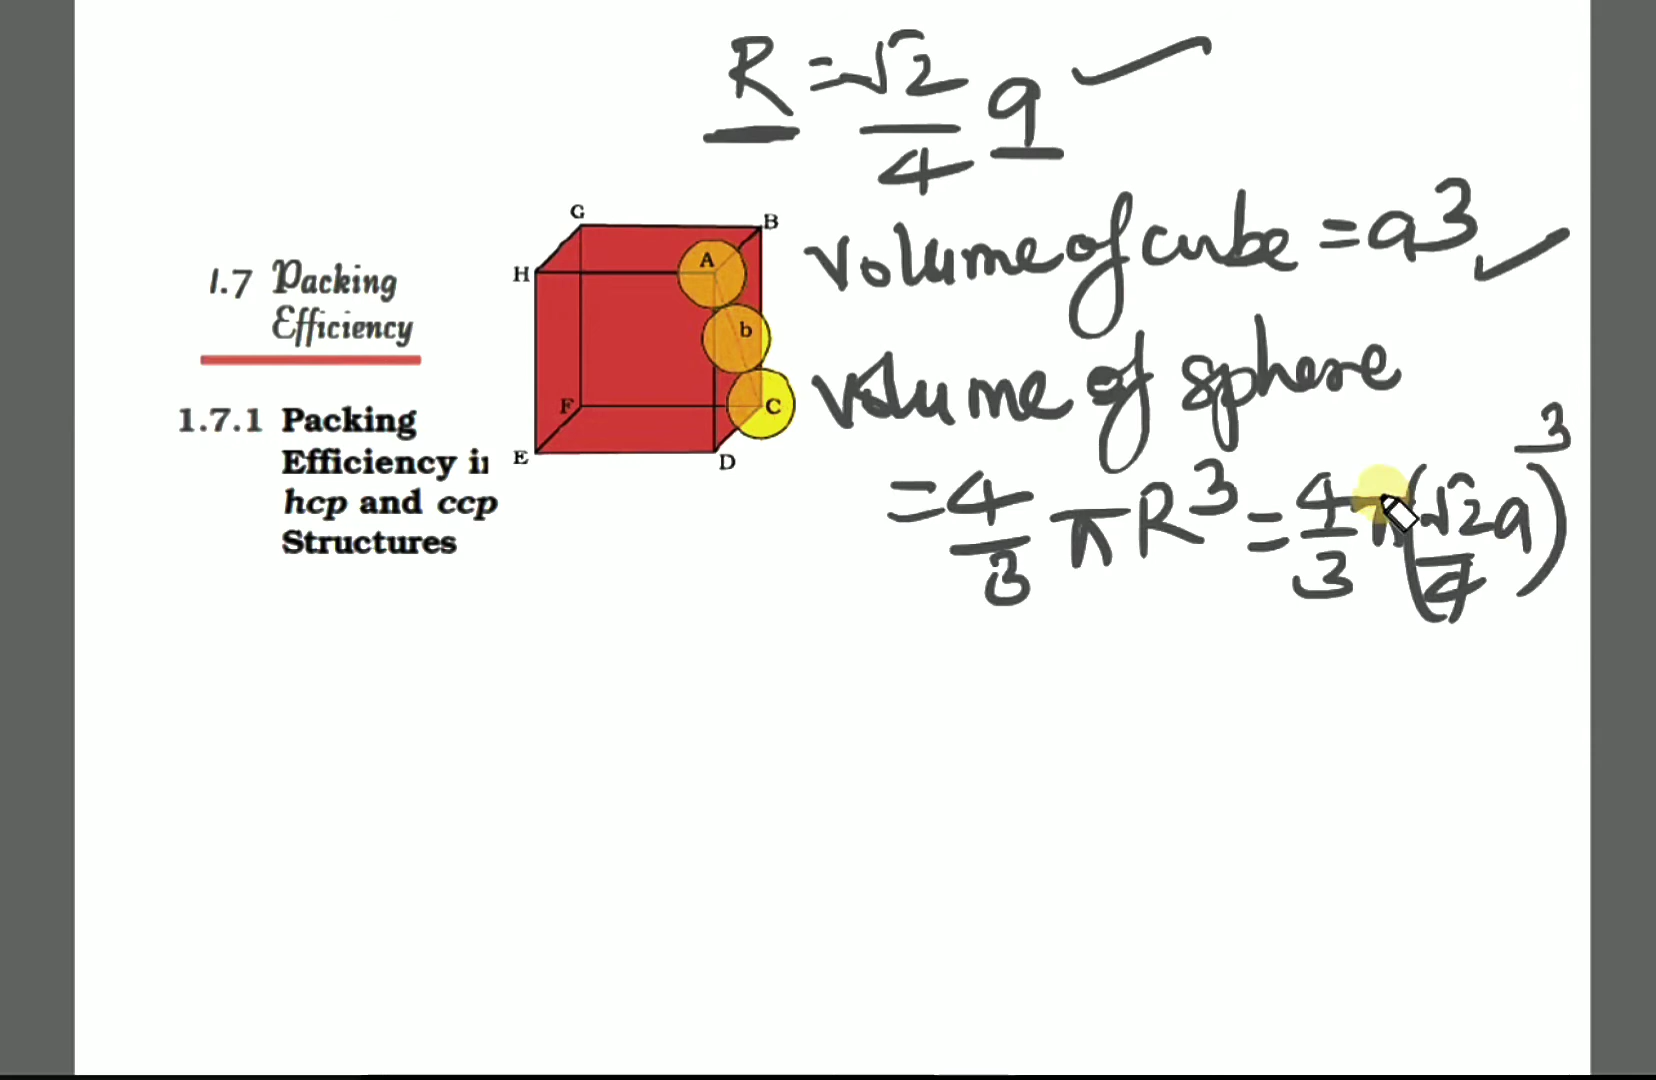 R = √2/4 a
G
B
A
H
volume of cube = a³
1.7 Packing
Efficiency
b
volume of sphere
F
C
1.7.1 Packing
Efficiency in
E
D
hcp and ccp
Structures
= 4/3 πR³ = 4/3 π(√2a/4)³